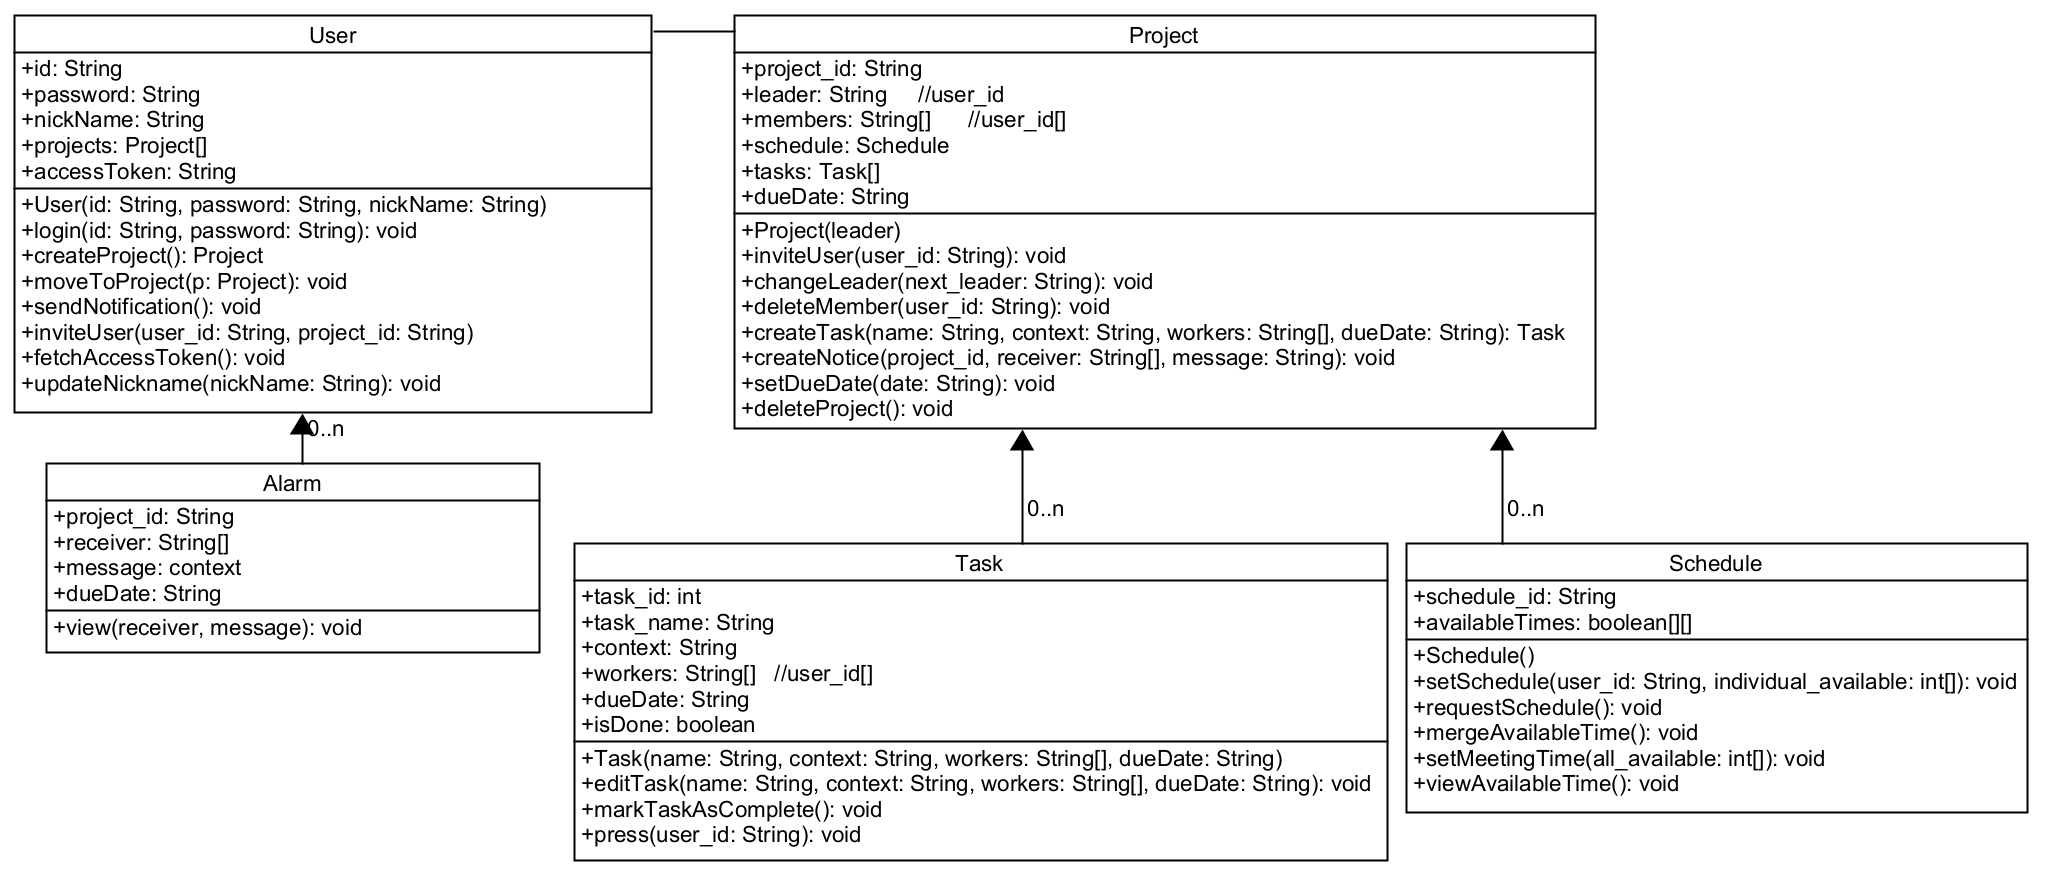 User
+id: String
+password: String
+nickName: String
+projects: Project[]
+accessToken: String
+User(id: String, password: String, nickName: String)
+login(id: String, password: String): void
+createProject(): Project
+moveToProject(p: Project): void
+sendNotification(): void
+inviteUser(user_id: String, project_id: String)
+fetchAccessToken(): void
+updateNickname(nickName: String): void
Project
+project_id: String
+leader: String //user_id
+members: String[] //user_id[]
+schedule: Schedule
+tasks: Task[]
+dueDate: String
+Project(leader)
+inviteUser(user_id: String): void
+changeLeader(next_leader: String): void
+deleteMember(user_id: String): void
+createTask(name: String, context: String, workers: String[], dueDate: String): Task
+createNotice(project_id, receiver: String[], message: String): void
+setDueDate(date: String): void
+deleteProject(): void
0..n
Alarm
+project_id: String
+receiver: String[]
+message: context
+dueDate: String
+view(receiver, message): void
0..n
Task
+task_id: int
+task_name: String
+context: String
+workers: String[] //user_id[]
+dueDate: String
+isDone: boolean
+Task(name: String, context: String, workers: String[], dueDate: String)
+editTask(name: String, context: String, workers: String[], dueDate: String): void
+markTaskAsComplete(): void
+press(user_id: String): void
0..n
Schedule
+schedule_id: String
+availableTimes: boolean[][]
+Schedule()
+setSchedule(user_id: String, individual_available: int[]): void
+requestSchedule(): void
+mergeAvailableTime(): void
+setMeetingTime(all_available: int[]): void
+viewAvailableTime(): void